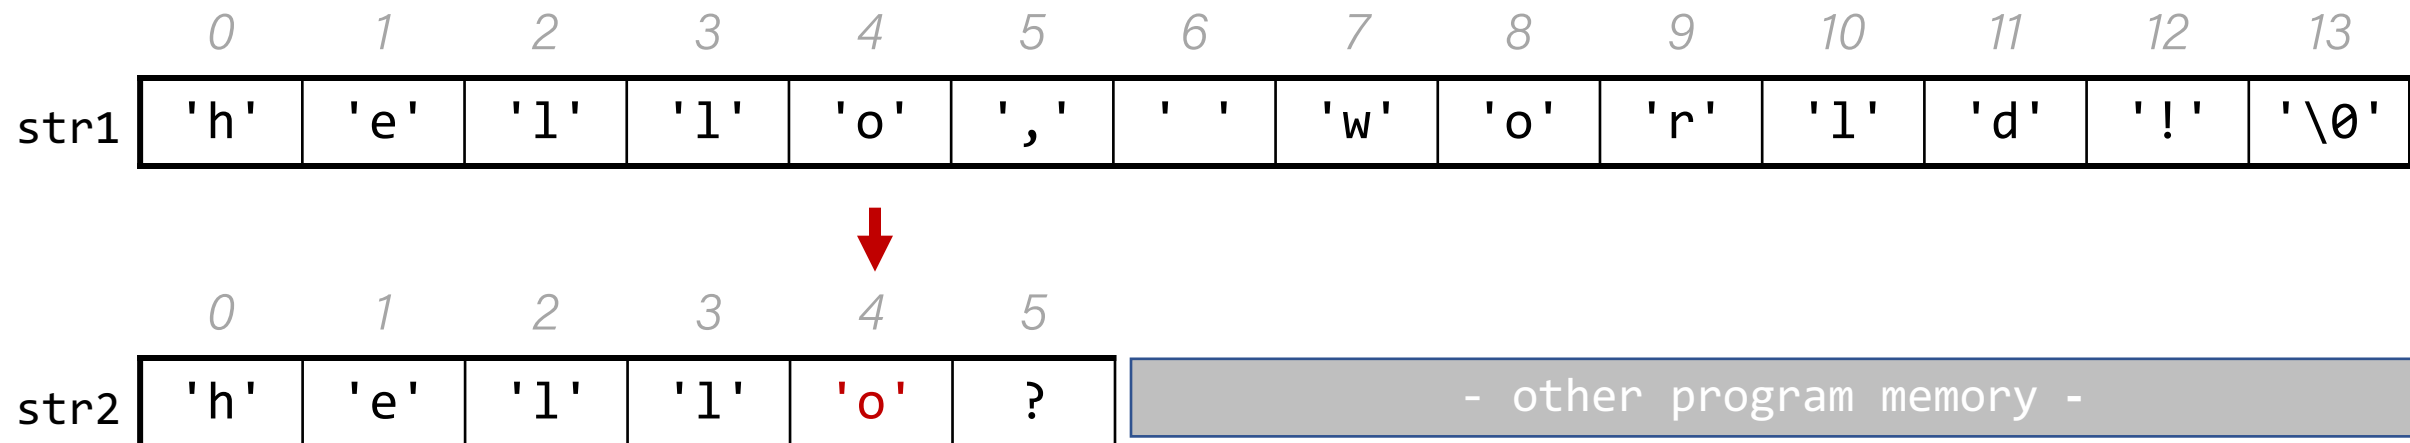 0 1 2 3 4 5 6 7 8 9 10 11 12 13
str1 'h' 'e' 'l' 'l' 'o' ',' ' ' 'w' 'o' 'r' 'l' 'd' '!' '\0'
0 1 2 3 4 5
str2 'h' 'e' 'l' 'l' 'o' ? - other program memory -